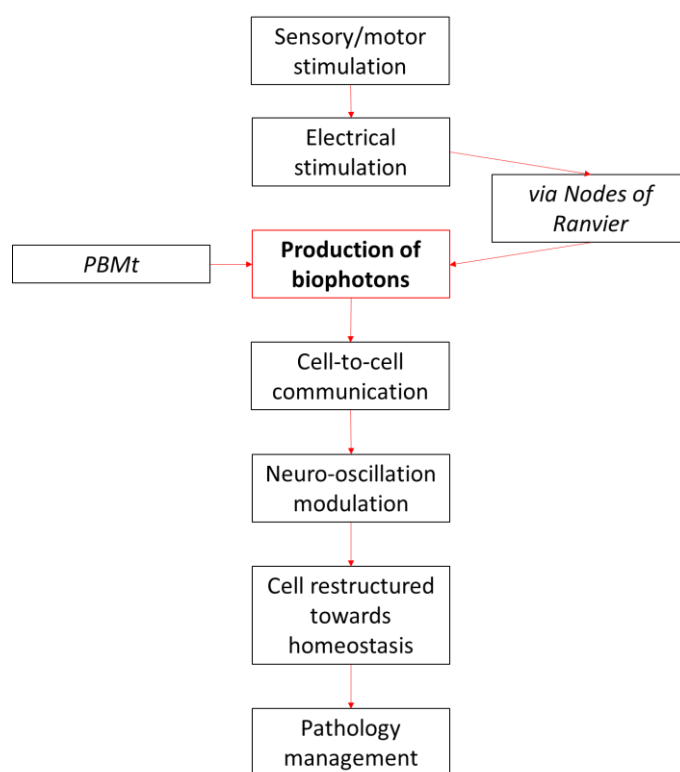 Sensory/motor
stimulation
Electrical
stimulation
via Nodes of
Ranvier
PBMt
Production of
biophotons
Cell-to-cell
communication
Neuro-oscillation
modulation
Cell restructured
towards
homeostasis
Pathology
management